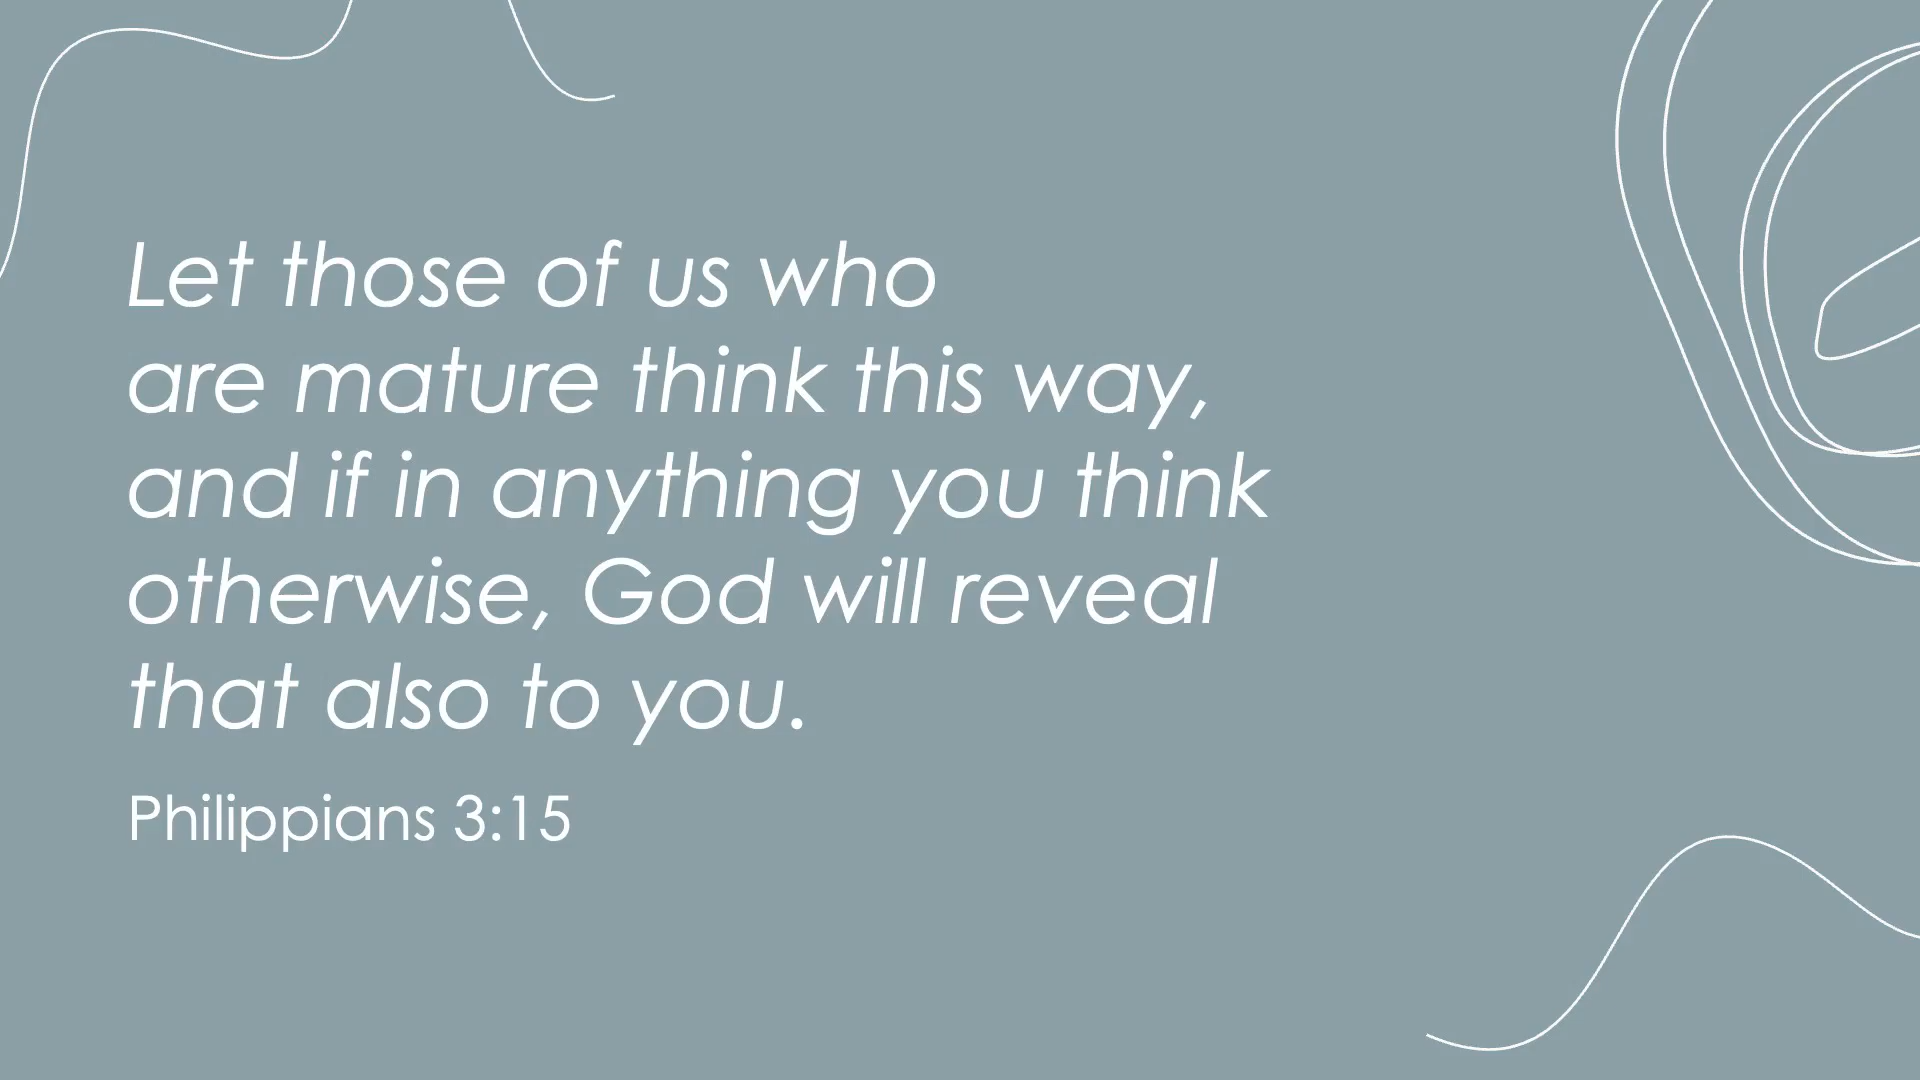 Let those of us who
are mature think this way,
and if in anything you think
otherwise, God will reveal
that also to you.
Philippians 3:15